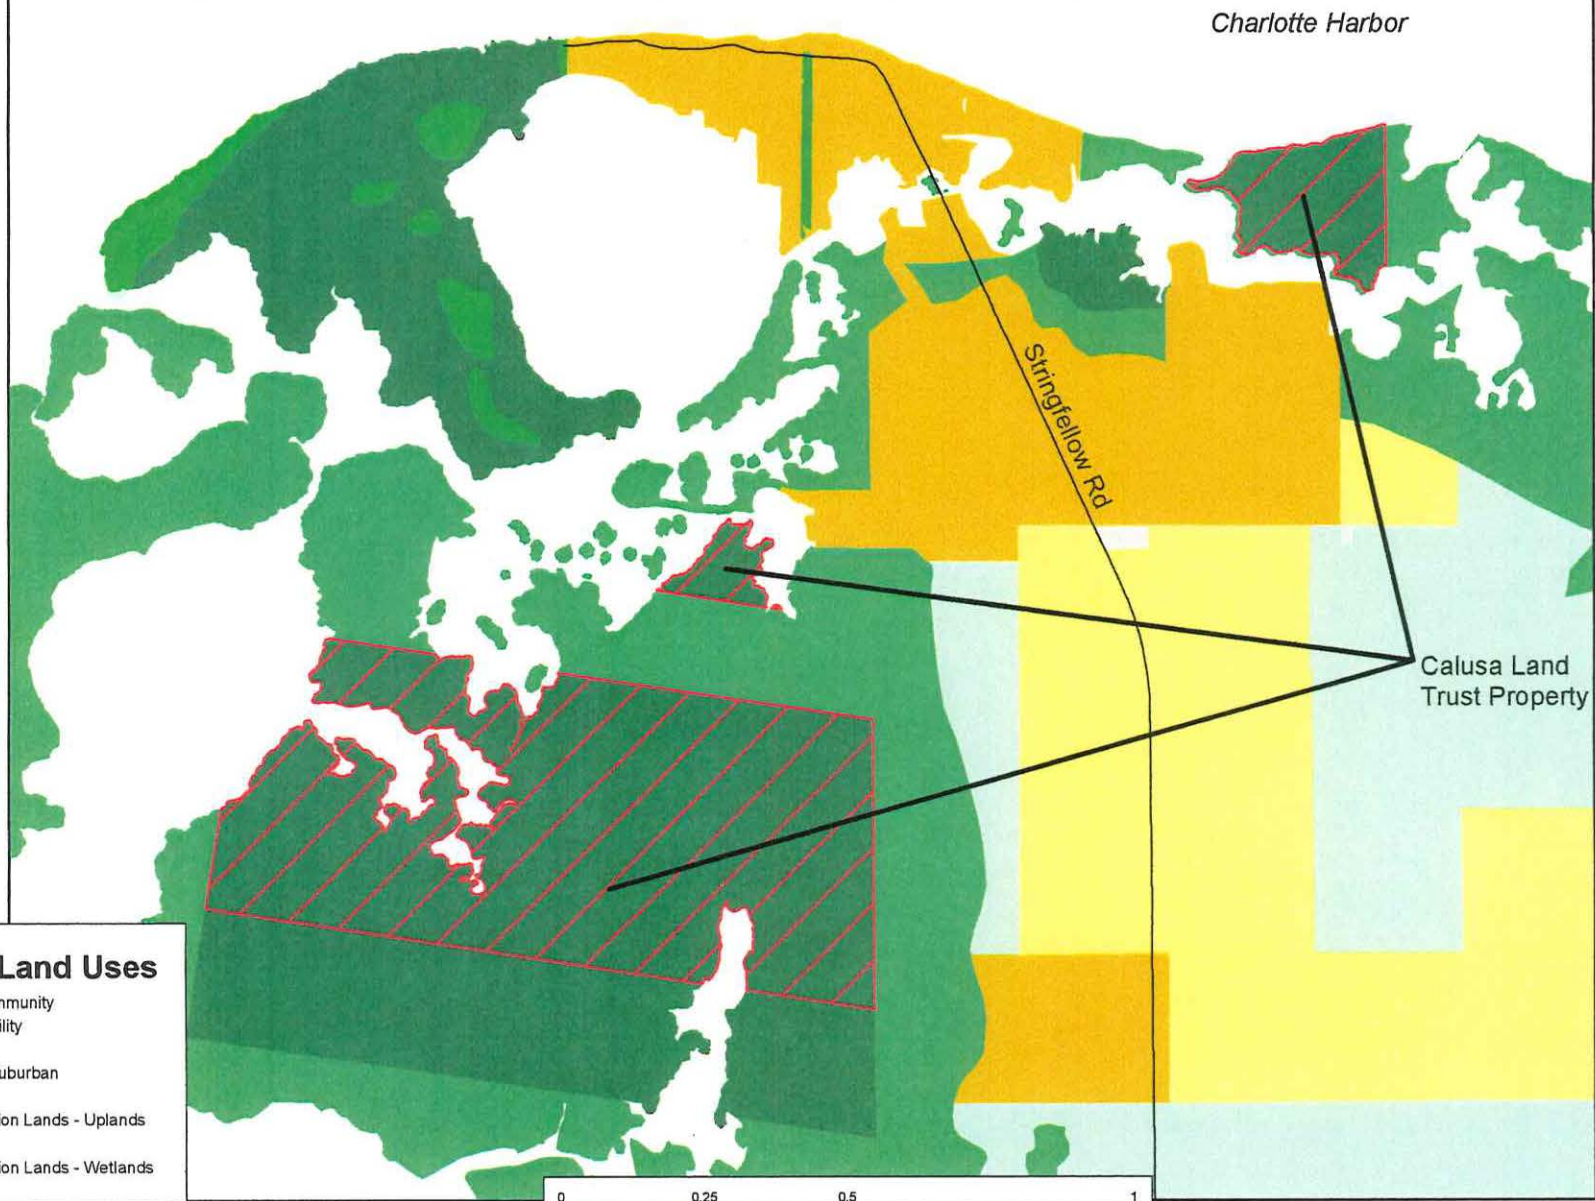 Charlotte Harbor
Stringfellow Rd
Calusa Land
Trust Property
Land Uses
mmunity
ility
uburban
ion Lands - Uplands
ion Lands - Wetlands
0 0.25 0.5 1